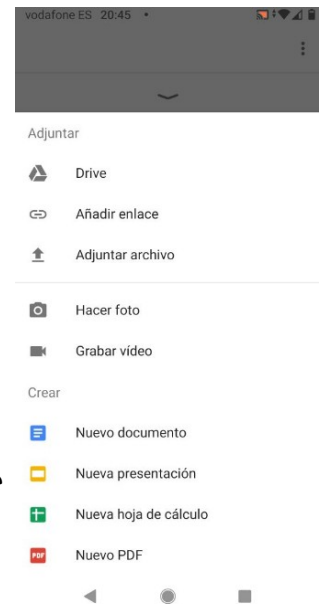 vodafone ES 20:45
Adjuntar
Drive
Añadir enlace
Adjuntar archivo
Hacer foto
Grabar vídeo
Crear
Nuevo documento
Nueva presentación
Nueva hoja de cálculo
PDF Nuevo PDF